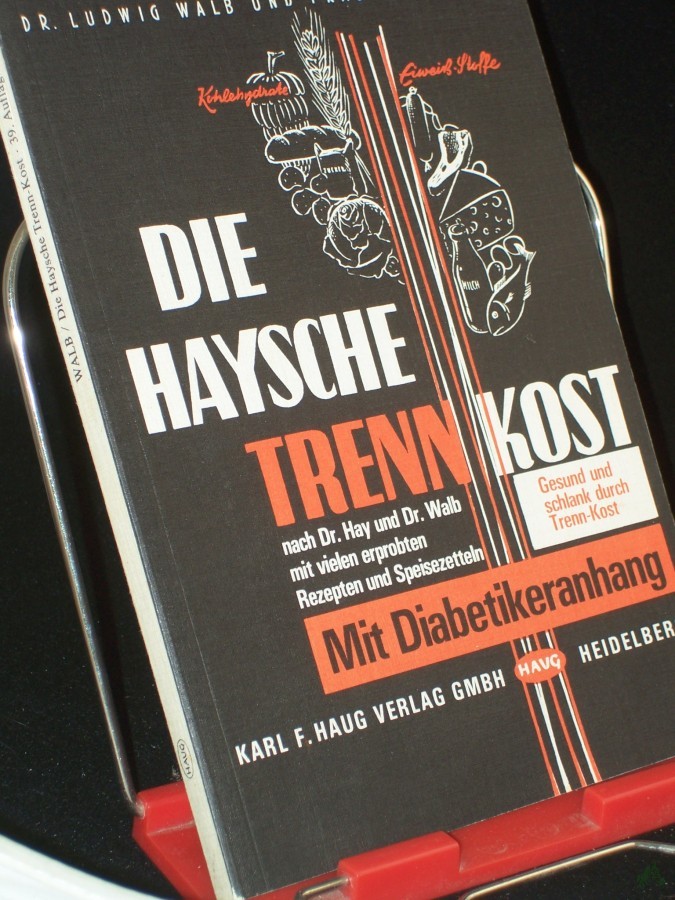 DR. LUDWIG WALB UND
Kohlehydrate
Eiweiß-Stoffe
MILCH
DIE
HAYSCHE
TRENN
KOST
Gesund und
schlank durch
Trenn-Kost
nach Dr. Hay und Dr. Walb
mit vielen erprobten
Rezepten und Speisezetteln
Mit Diabetikeranhang
KARL F. HAUG VERLAG GMBH HAUG HEIDELBER
WALB / Die Haysche Trenn-Kost · 39. Auflag
HAUG